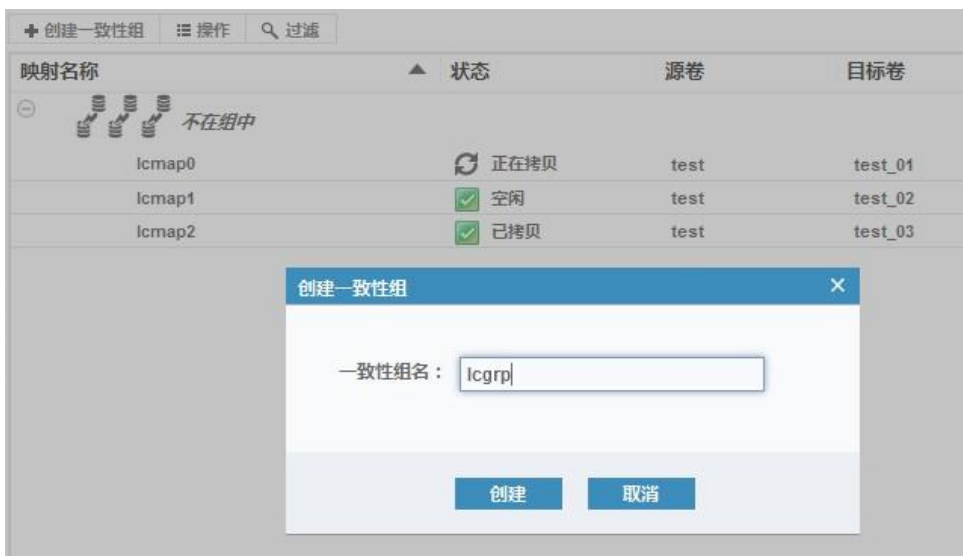 创建一致性组 操作 过滤
映射名称 状态 源卷 目标卷
不在组中
lcmap0 正在拷贝 test test_01
lcmap1 空闲 test test_02
lcmap2 已拷贝 test test_03
创建一致性组
一致性组名： lcgrp
创建 取消